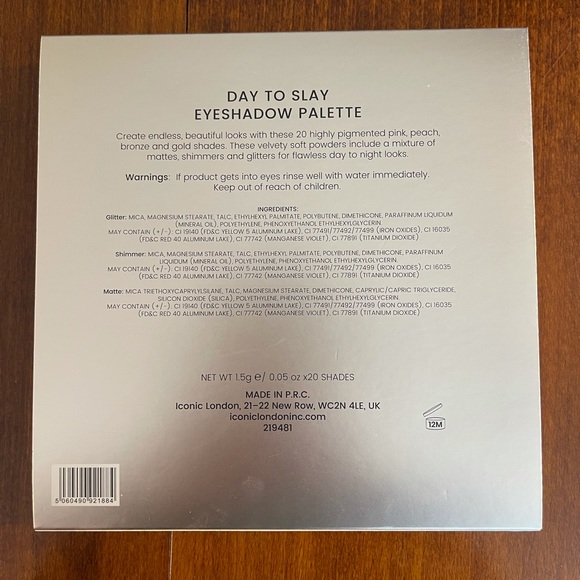 DAY TO SLAY
EYESHADOW PALETTE
Create endless, beautiful looks with these 20 highly pigmented pink, peach,
bronze and gold shades. These velvety soft powders include a mixture of
mattes, shimmers and glitters for flawless day to night looks.
Warnings: If product gets into eyes rinse well with water immediately.
Keep out of reach of children.
INGREDIENTS:
Glitter: MICA, MAGNESIUM STEARATE, TALC, ETHYLHEXYL PALMITATE, POLYBUTENE, DIMETHICONE, PARAFFINUM LIQUIDUM
(MINERAL OIL), POLYETHYLENE, PHENOXYETHANOL ETHYLHEXYLGLYCERIN.
MAY CONTAIN (+/-): CI 19140 (FD&C YELLOW 5 ALUMINUM LAKE), CI 77491/77492/77499 (IRON OXIDES), CI 16035
(FD&C RED 40 ALUMINUM LAKE), CI 77742 (MANGANESE VIOLET), CI 77891 (TITANIUM DIOXIDE)
Shimmer: MICA, MAGNESIUM STEARATE, TALC, ETHYLHEXYL PALMITATE, POLYBUTENE, DIMETHICONE, PARAFFINUM
LIQUIDUM (MINERAL OIL), POLYETHYLENE, PHENOXYETHANOL ETHYLHEXYLGLYCERIN.
MAY CONTAIN (+/-): CI 19140 (FD&C YELLOW 5 ALUMINUM LAKE), CI 77491/77492/77499 (IRON OXIDES), CI 16035
(FD&C RED 40 ALUMINUM LAKE), CI 77742 (MANGANESE VIOLET), CI 77891 (TITANIUM DIOXIDE)
Matte: MICA TRIETHOXYCAPRYLYLSILANE, TALC, MAGNESIUM STEARATE, DIMETHICONE, CAPRYLIC/CAPRIC TRIGLYCERIDE,
SILICON DIOXIDE (SILICA), POLYETHYLENE, PHENOXYETHANOL ETHYLHEXYLGLYCERIN.
MAY CONTAIN (+/-): CI 19140 (FD&C YELLOW 5 ALUMINUM LAKE), CI 77491/77492/77499 (IRON OXIDES), CI 16035
(FD&C RED 40 ALUMINUM LAKE), CI 77742 (MANGANESE VIOLET), CI 77891 (TITANIUM DIOXIDE)
NET WT 1.5g ℮/ 0.05 oz x20 SHADES
MADE IN P.R.C.
Iconic London, 21-22 New Row, WC2N 4LE, UK
iconiclondoninc.com
219481
12M
5 060490 921884